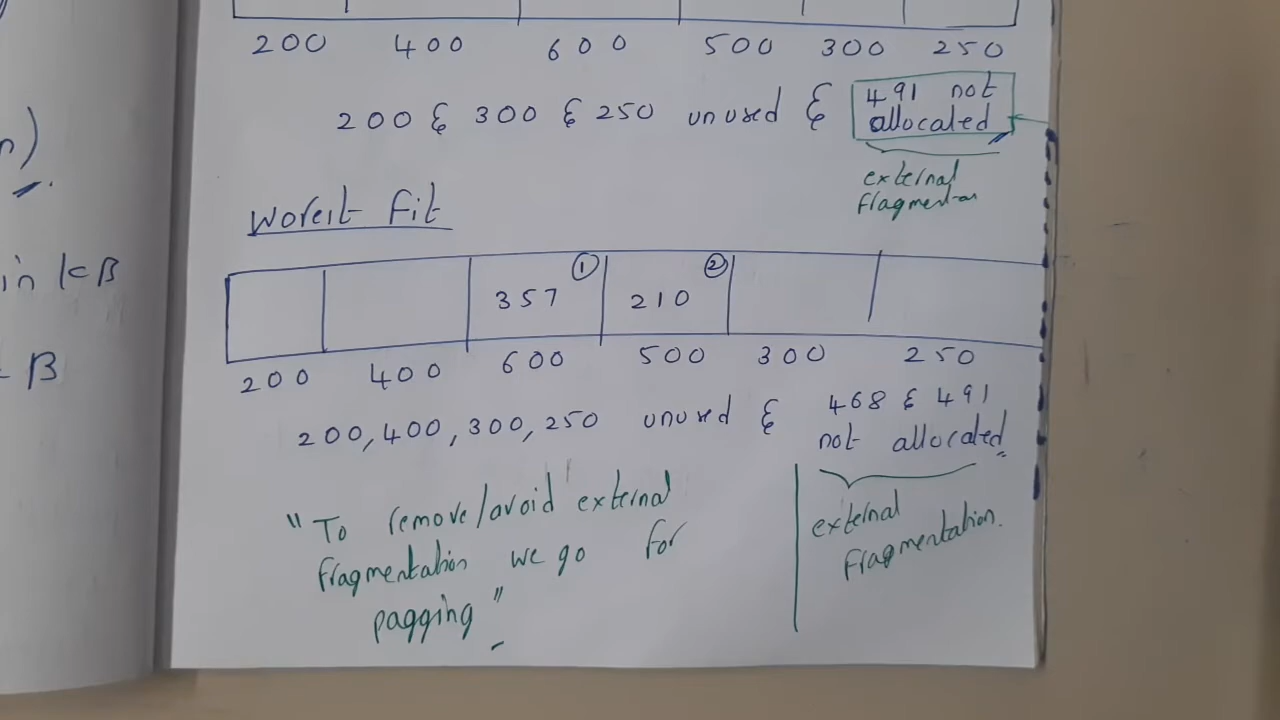 200 400 600 500 300 250
200 & 300 & 250 unused & 491 not
allocated
external
n)
Worst Fit
in KB
① ②
357 210
B
200 400 600 500 300 250
200, 400, 300, 250 unused & 468 & 491
not allocated
"To remove/avoid external
fragmentation we go for
pagging"
external
fragmentation.